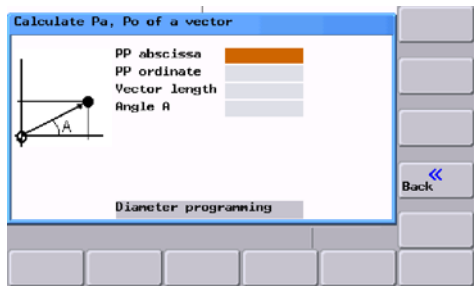 Calculate Pa, Po of a vector
PP abscissa
PP ordinate
Vector length
Angle A
A
Back
Diameter programming